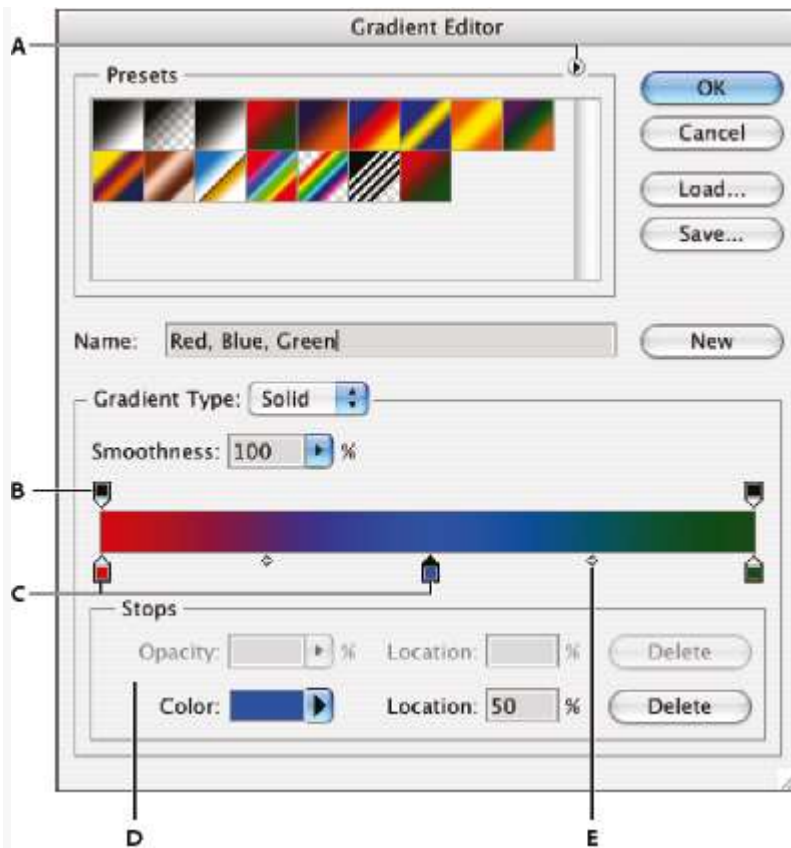 Gradient Editor
A
Presets
OK
Cancel
Load...
Save...
Name: Red, Blue, Green
New
Gradient Type: Solid
Smoothness: 100 %
B
C
Stops
Opacity: % Location: % Delete
Color: Location: 50 % Delete
D E